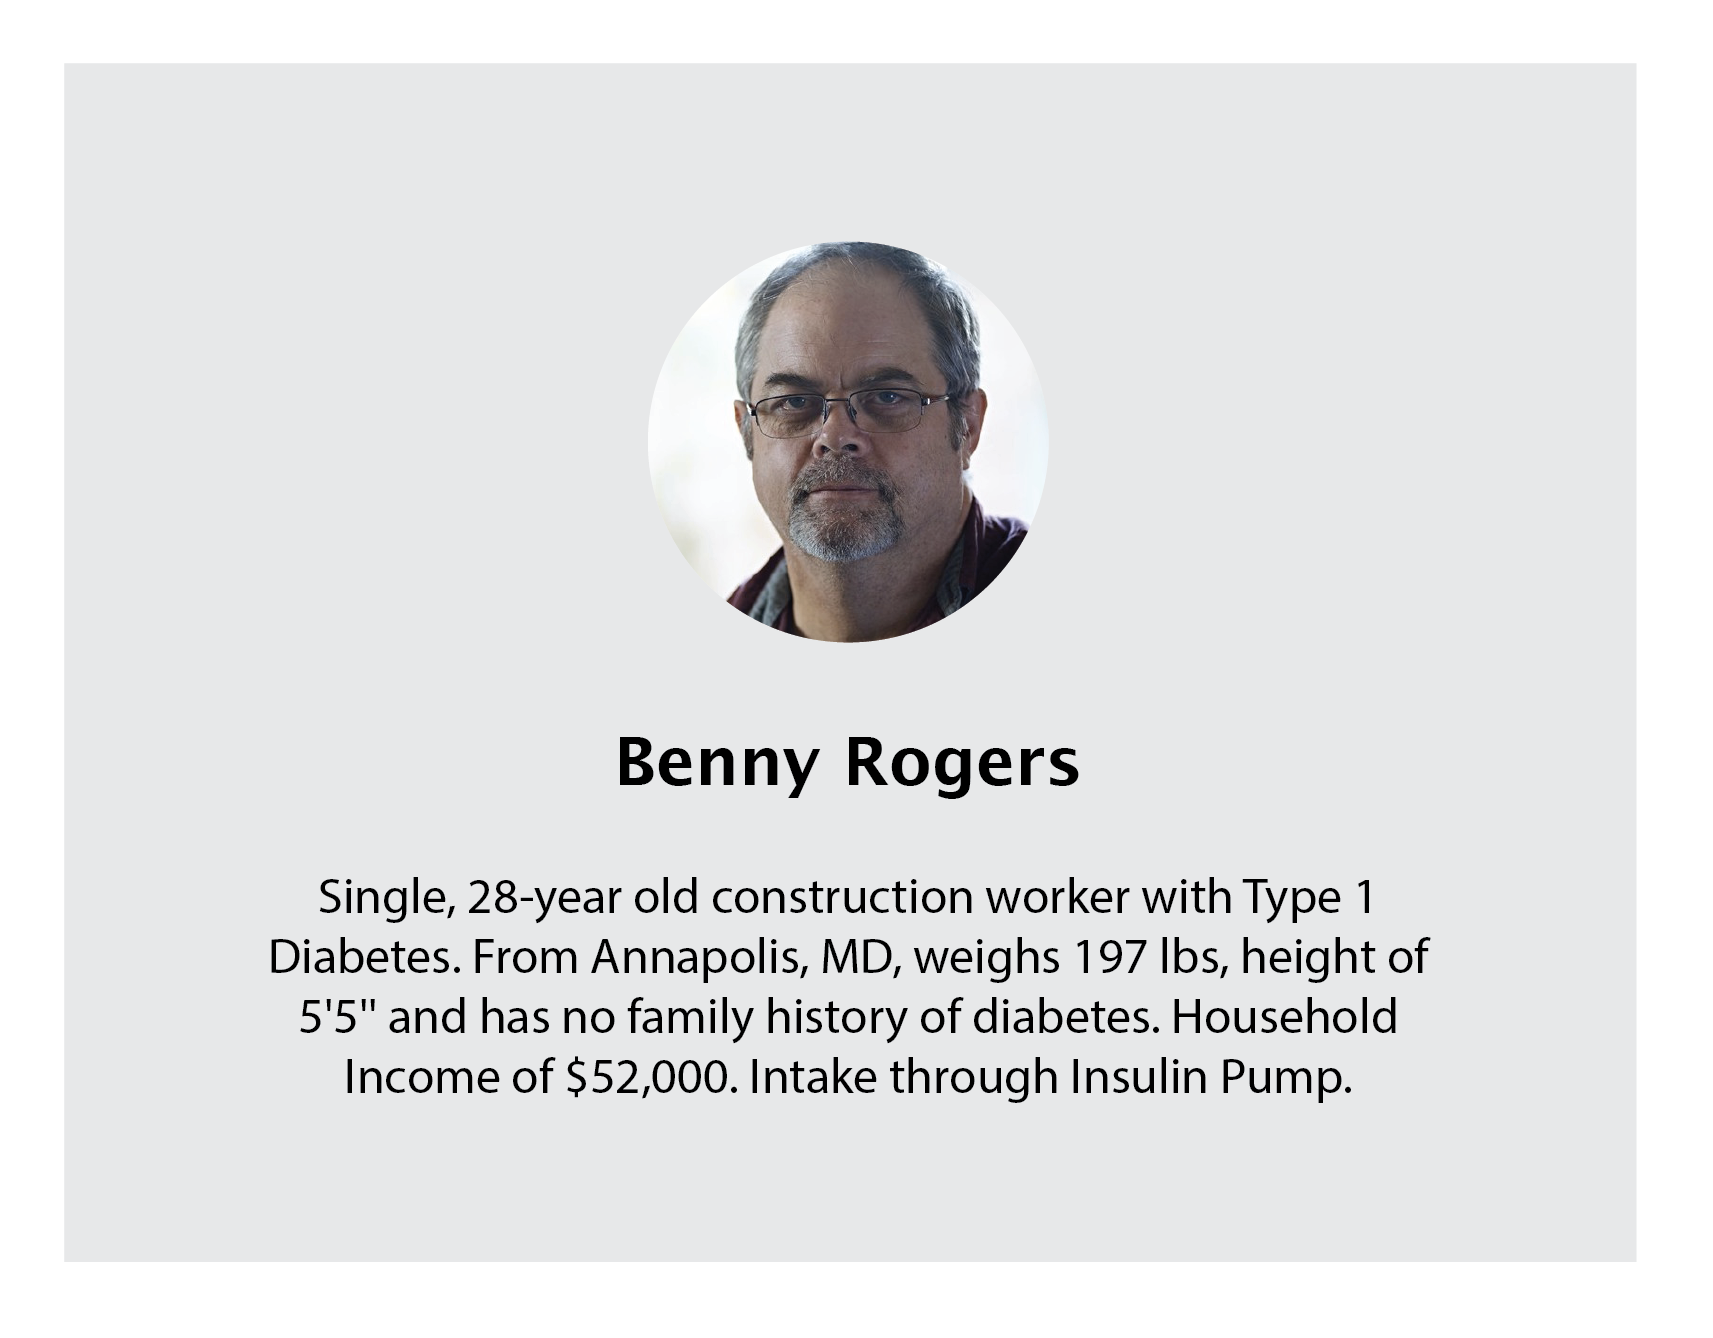 Benny Rogers
Single, 28-year old construction worker with Type 1
Diabetes. From Annapolis, MD, weighs 197 lbs, height of
5'5" and has no family history of diabetes. Household
Income of $52,000. Intake through Insulin Pump.